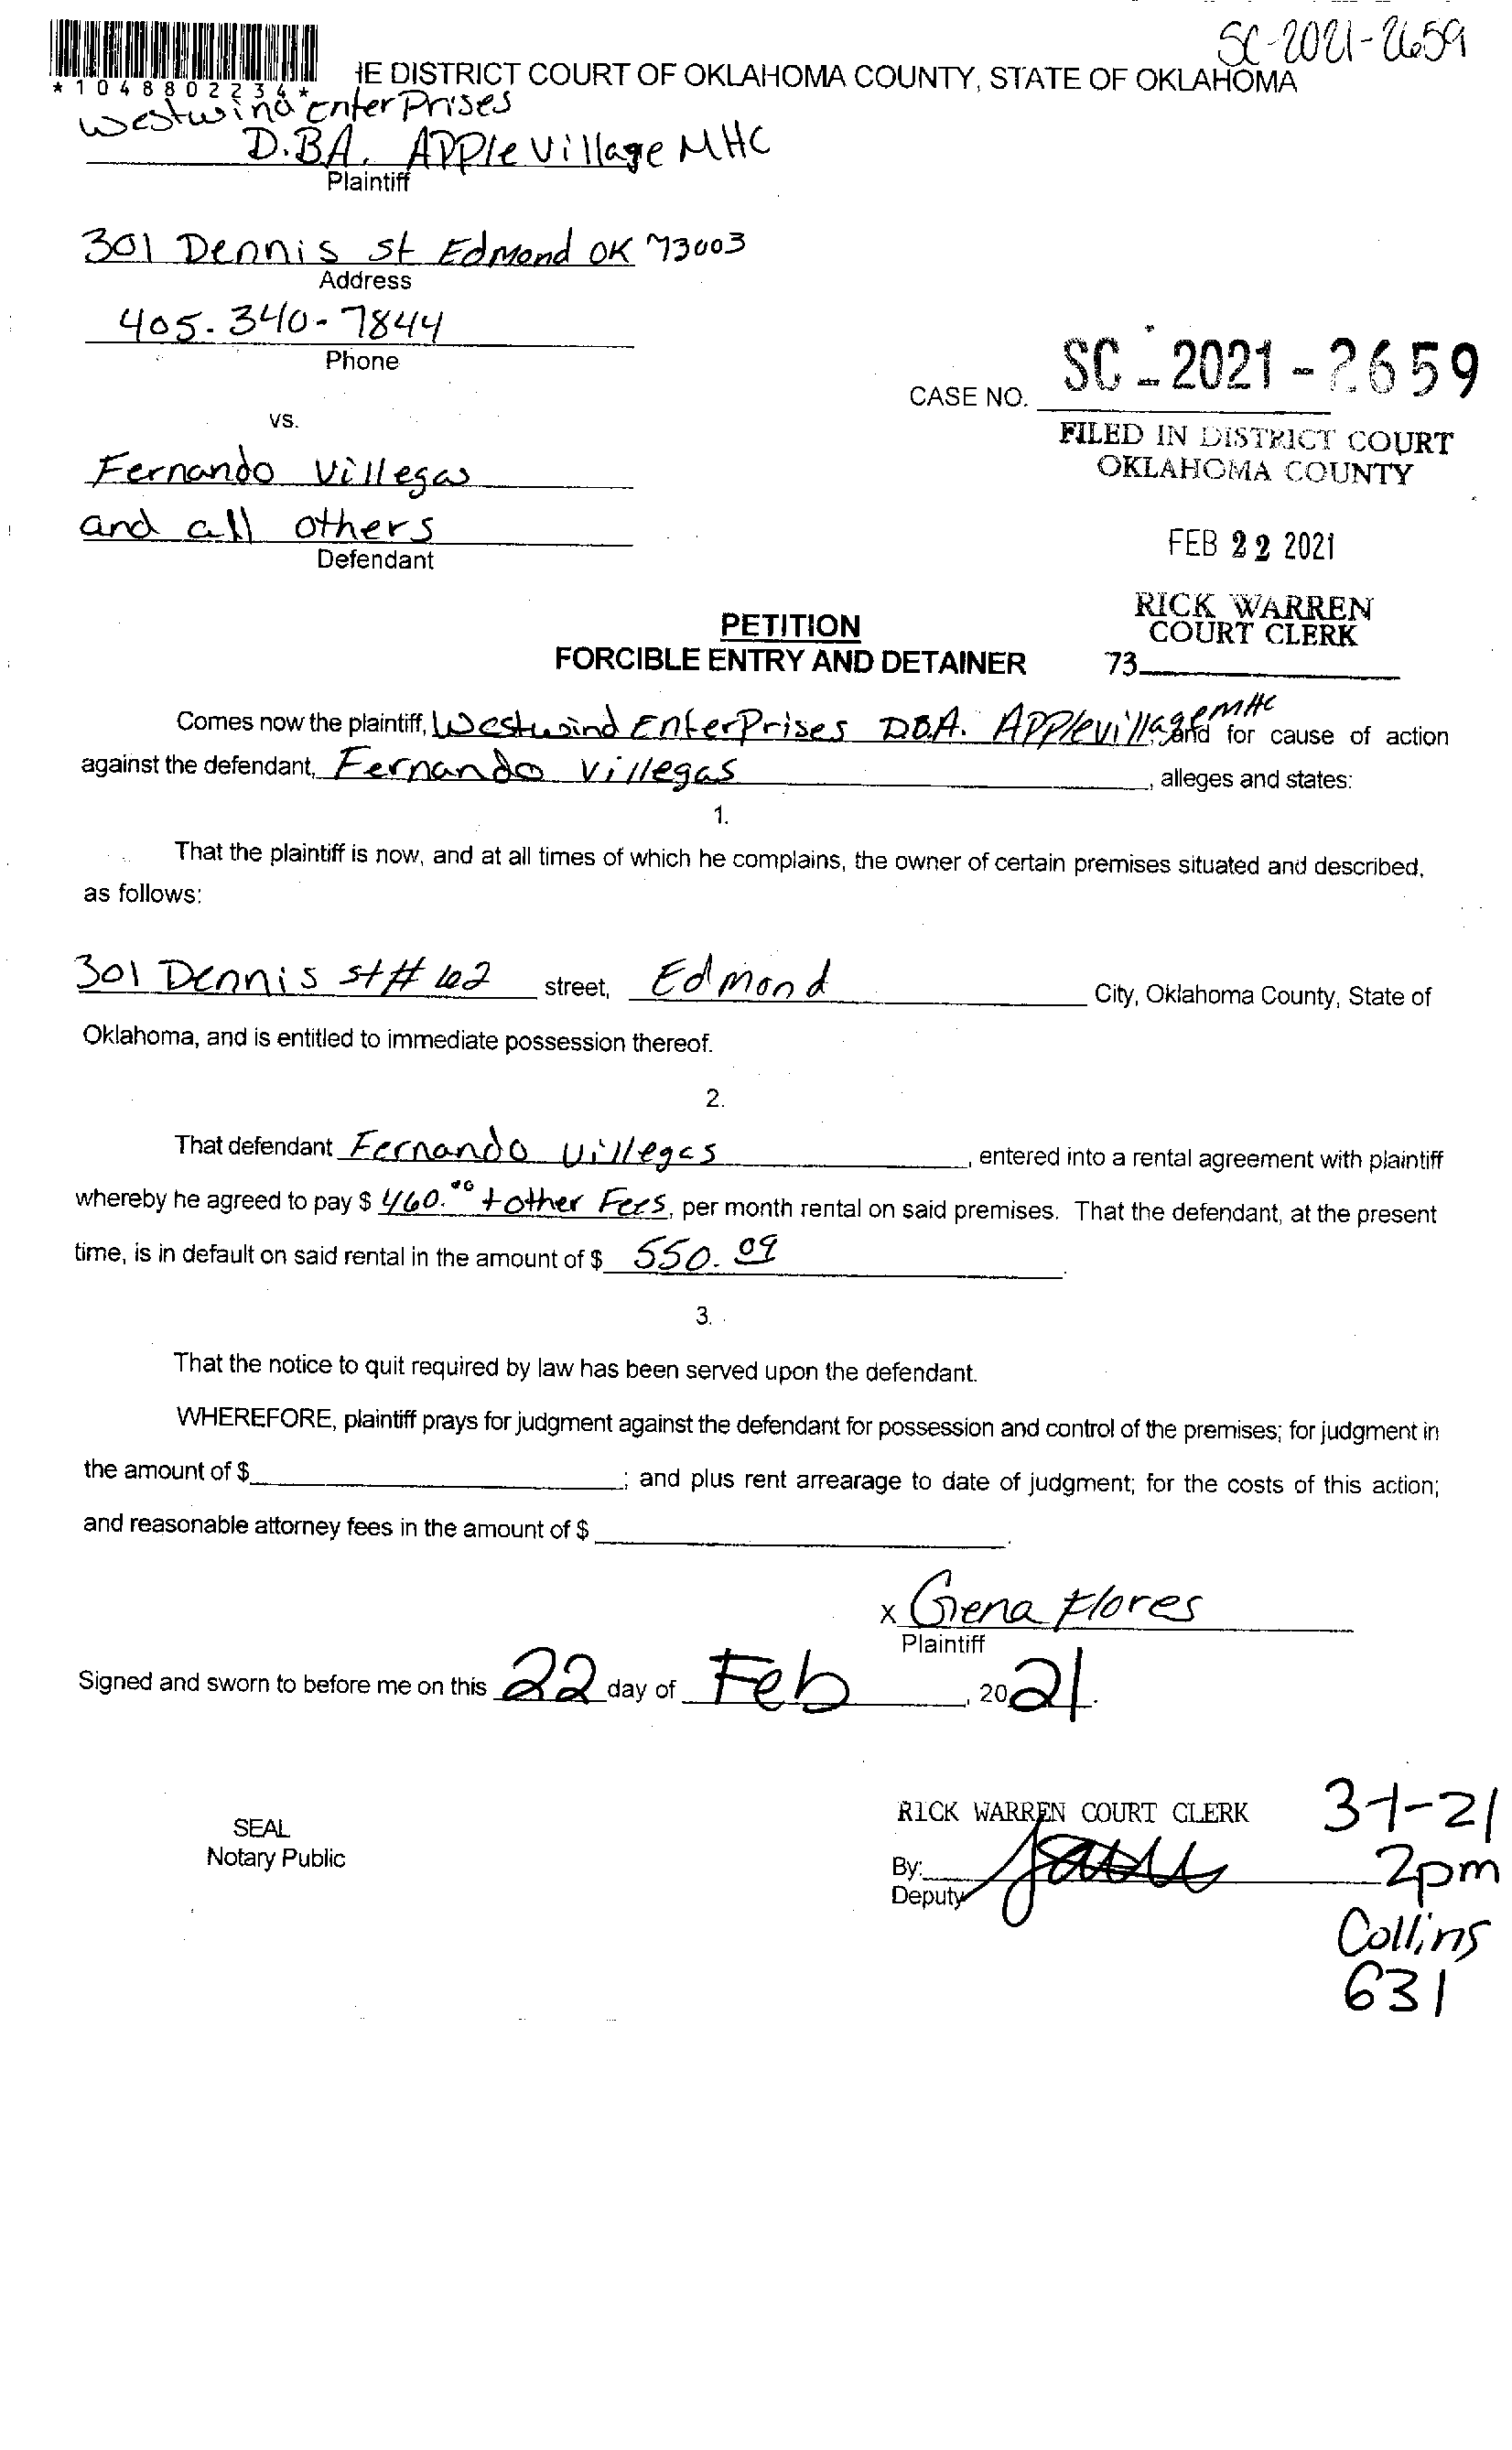 SC-2021-2659
*1048802234*
IE DISTRICT COURT OF OKLAHOMA COUNTY, STATE OF OKLAHOMA
Westwind EnterPrises
D.B.A. APPle Village MHC
Plaintiff
301 Dennis St Edmond OK 73003
Address
405-340-7844
Phone
CASE NO. SC-2021-2659
vs.
FILED IN DISTRICT COURT
OKLAHOMA COUNTY
Fernando Villegas
and all others
Defendant
FEB 22 2021
RICK WARREN
COURT CLERK
73
PETITION
FORCIBLE ENTRY AND DETAINER
Comes now the plaintiff, Westwind EnterPrises DBA. APPlevillage MHC and for cause of action
against the defendant, Fernando Villegas, alleges and states:
1.
That the plaintiff is now, and at all times of which he complains, the owner of certain premises situated and described,
as follows:
301 Dennis st # 62 street, Edmond City, Oklahoma County, State of
Oklahoma, and is entitled to immediate possession thereof.
2.
That defendant Fernando Villegas, entered into a rental agreement with plaintiff
whereby he agreed to pay $ 460.00 + other Fees, per month rental on said premises. That the defendant, at the present
time, is in default on said rental in the amount of $ 550.09.
3.
That the notice to quit required by law has been served upon the defendant.
WHEREFORE, plaintiff prays for judgment against the defendant for possession and control of the premises; for judgment in
the amount of $ ; and plus rent arrearage to date of judgment; for the costs of this action;
and reasonable attorney fees in the amount of $ .
x Gena Flores
Plaintiff
Signed and sworn to before me on this 22 day of Feb, 2021.
SEAL
Notary Public
RICK WARREN COURT CLERK
By:
Deputy
3-1-21
2pm
Collins
631